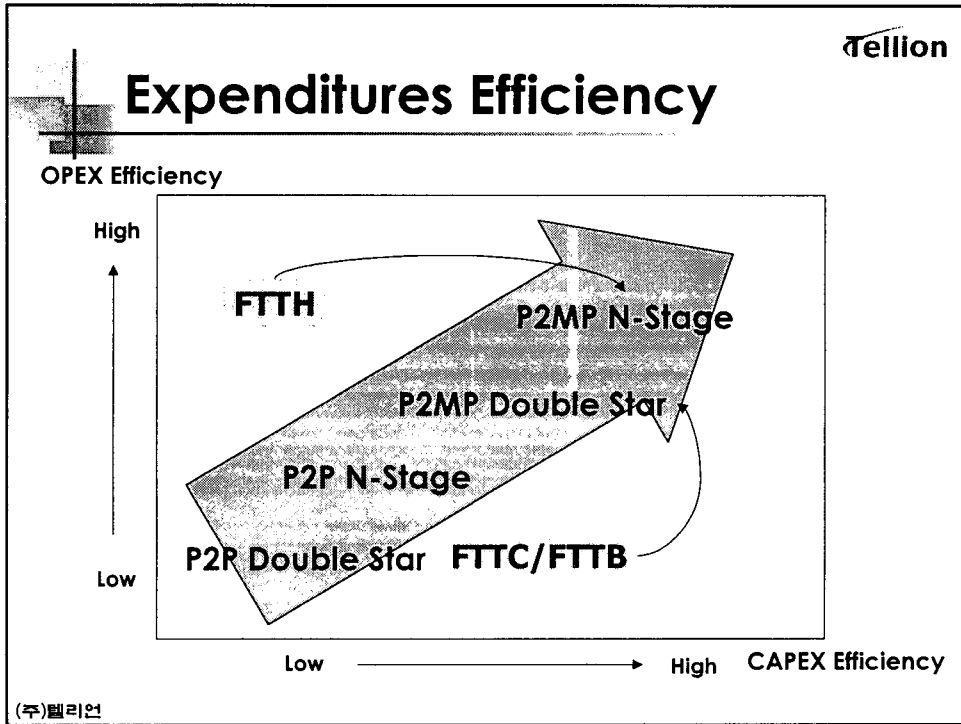 Tellion
Expenditures Efficiency
OPEX Efficiency
High
FTTH
P2MP N-Stage
P2MP Double Star
P2P N-Stage
P2P Double Star FTTC/FTTB
Low
Low High CAPEX Efficiency
(주)텔리언